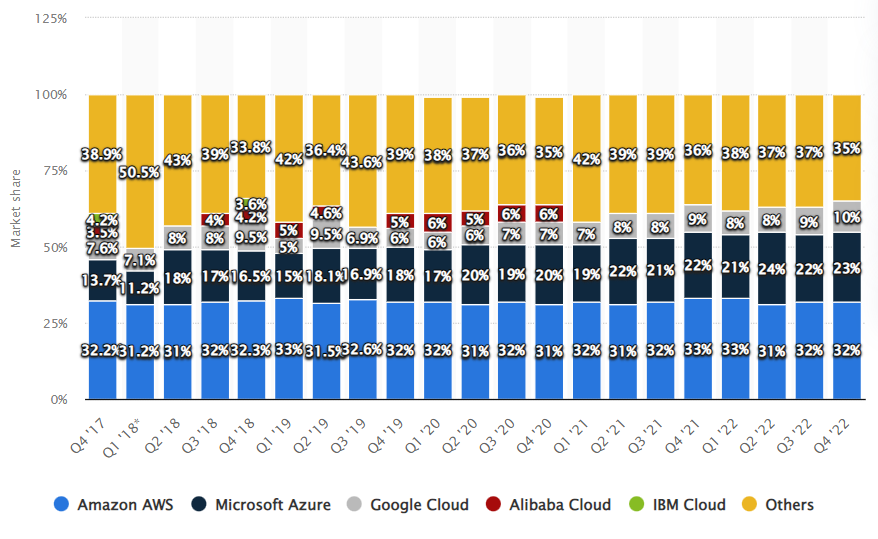 125%
100%
75%
50%
25%
0%
Market share
38.9% 50.5% 43% 39% 33.8% 42% 36.4% 43.6% 39% 38% 37% 36% 35% 42% 39% 39% 36% 38% 37% 37% 35%
4.2% 3.6%
3.5% 4% 4.2% 5% 4.6% 5% 6% 5% 6% 6%
7.6% 7.1% 8% 8% 9.5% 5% 9.5% 6.9% 6% 6% 6% 7% 7% 7% 8% 8% 9% 8% 8% 9% 10%
13.7% 11.2% 18% 17% 16.5% 15% 18.1% 16.9% 18% 17% 20% 19% 20% 19% 22% 21% 22% 21% 24% 22% 23%
32.2% 31.2% 31% 32% 32.3% 33% 31.5% 32.6% 32% 32% 31% 32% 31% 32% 31% 32% 33% 33% 31% 32% 32%
Q4 '17 Q1 '18* Q2 '18 Q3 '18 Q4 '18 Q1 '19 Q2 '19 Q3 '19 Q4 '19 Q1 '20 Q2 '20 Q3 '20 Q4 '20 Q1 '21 Q2 '21 Q3 '21 Q4 '21 Q1 '22 Q2 '22 Q3 '22 Q4 '22
Amazon AWS Microsoft Azure Google Cloud Alibaba Cloud IBM Cloud Others